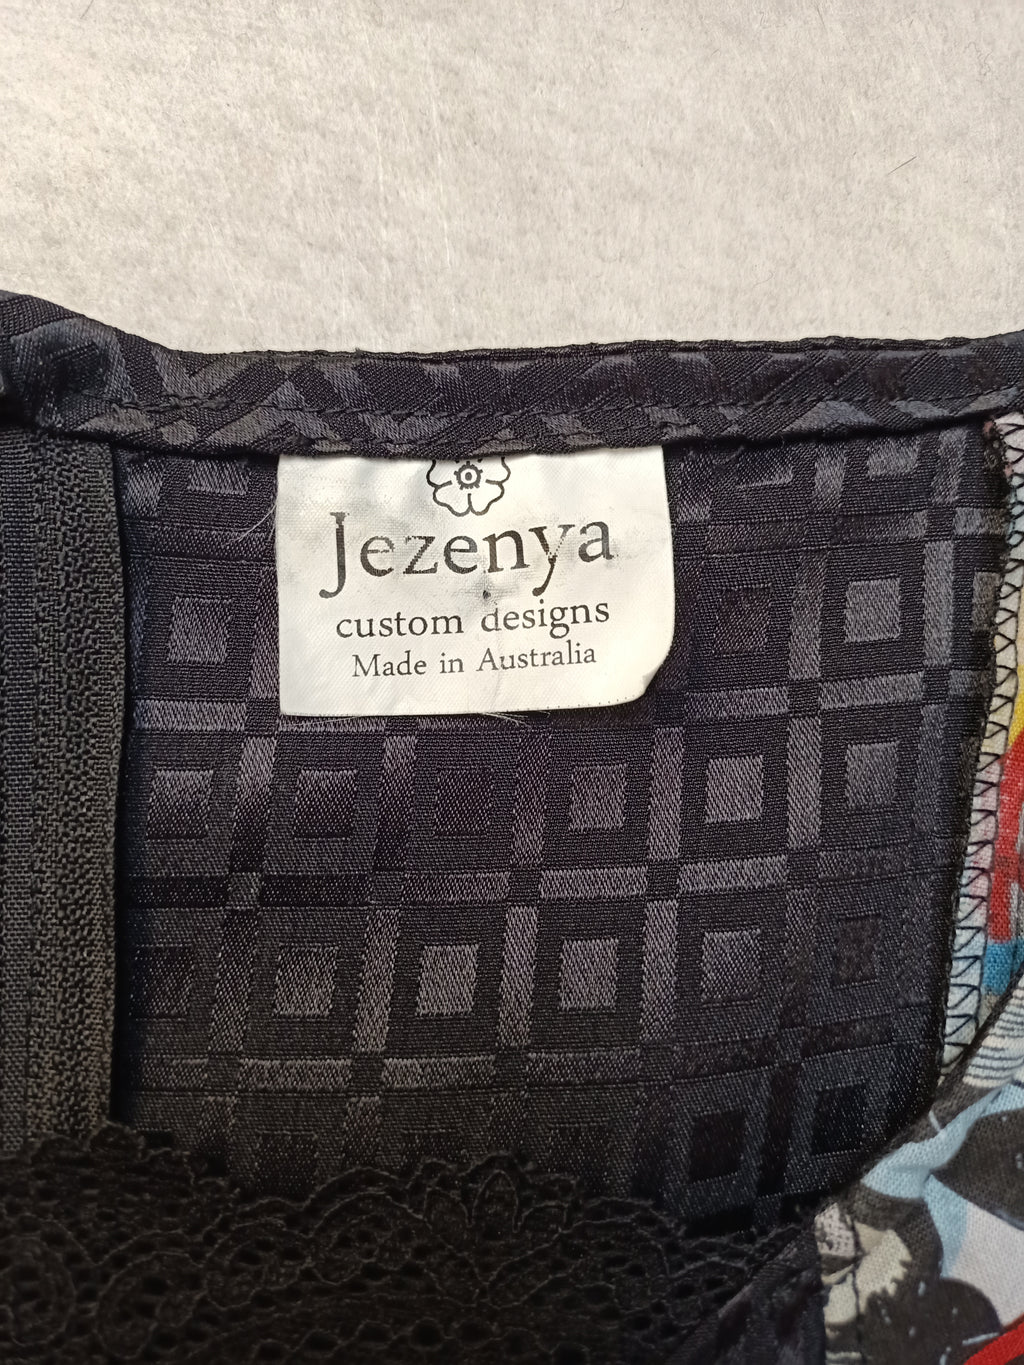 Jezenya
custom designs
Made in Australia